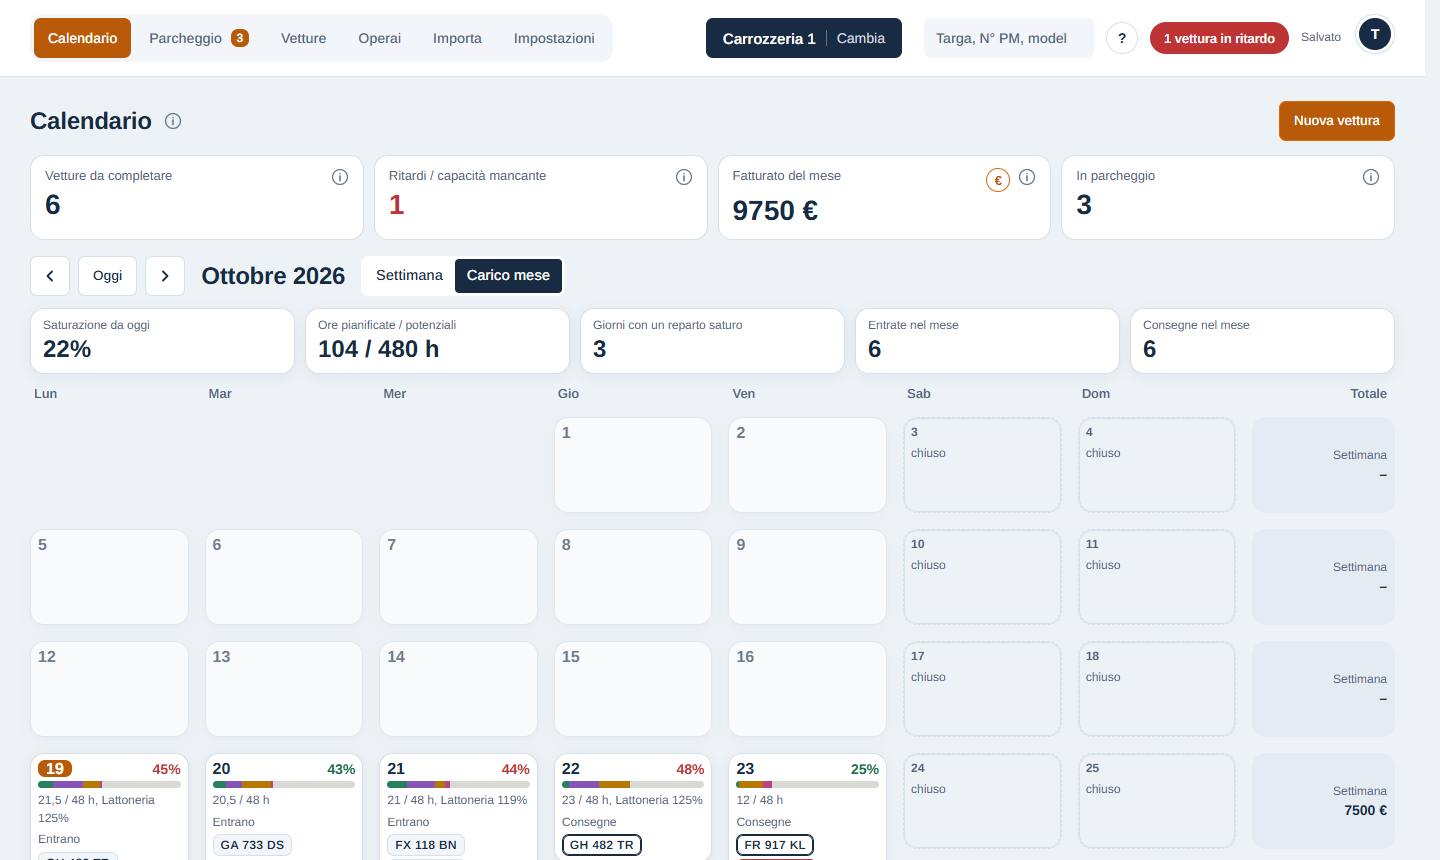 Calendario Parcheggio 3 Vetture Operai Importa Impostazioni Carrozzeria 1 Cambia Targa, N° PM, model ? 1 vettura in ritardo Salvato T
Calendario Nuova vettura
Vetture da completare Ritardi / capacità mancante Fatturato del mese € In parcheggio
6 1 9750 € 3
Oggi Ottobre 2026 Settimana Carico mese
Saturazione da oggi Ore pianificate / potenziali Giorni con un reparto saturo Entrate nel mese Consegne nel mese
22% 104 / 480 h 3 6 6
Lun Mar Mer Gio Ven Sab Dom Totale
1 2 3 4
chiuso chiuso Settimana
–
5 6 7 8 9 10 11
chiuso chiuso Settimana
–
12 13 14 15 16 17 18
chiuso chiuso Settimana
–
19 45% 20 43% 21 44% 22 48% 23 25% 24 25
chiuso chiuso Settimana
21,5 / 48 h, Lattoneria 20,5 / 48 h 21 / 48 h, Lattoneria 119% 23 / 48 h, Lattoneria 125% 12 / 48 h 7500 €
125% Entrano Entrano Consegne Consegne
Entrano GA 733 DS FX 118 BN GH 482 TR FR 917 KL